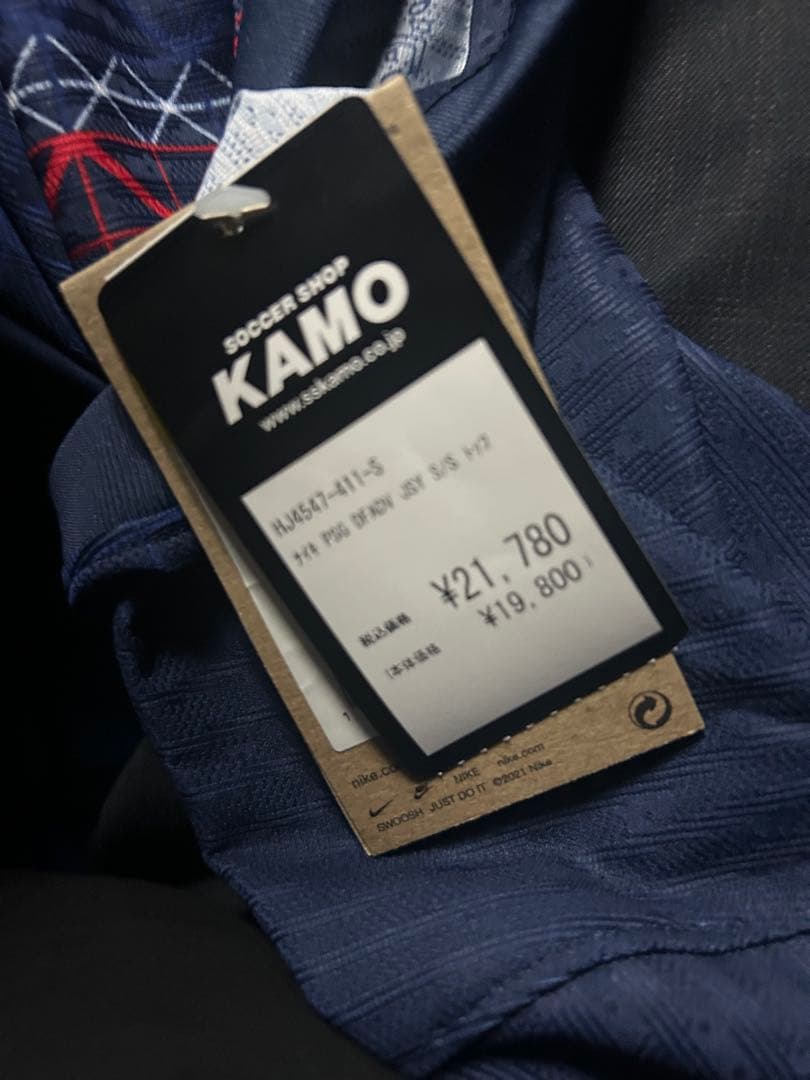 SOCCER SHOP
KAMO
www.sskamo.co.jp
HJ4547-411-S
ﾅｲｷ PSG DFADV JSY S/S ﾄｯﾌﾟ
税込価格 ¥21,780
(本体価格 ¥19,800)
1
nike.co
NIKE nike.com
SWOOSH JUST DO IT ©2021 Nike